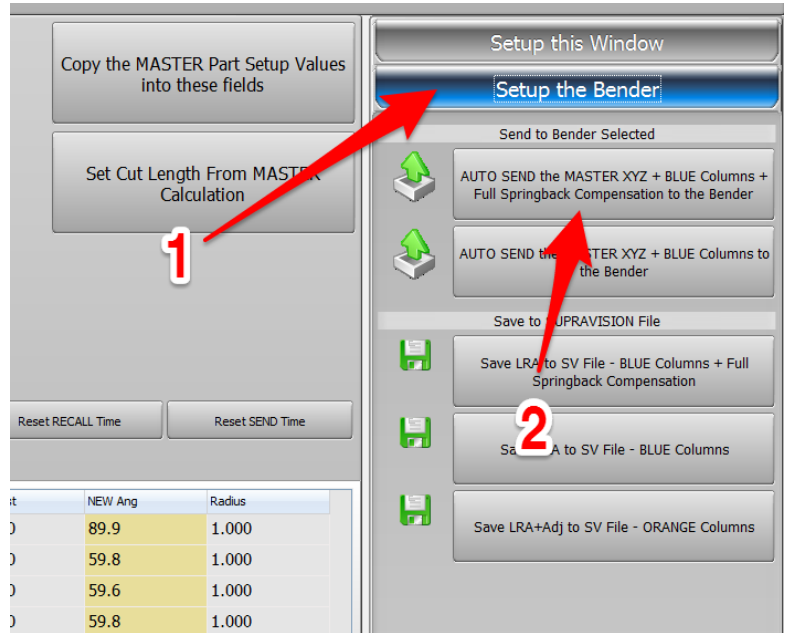 Copy the MASTER Part Setup Values
into these fields
Set Cut Length From MASTER
Calculation
1
Reset RECALL Time
Reset SEND Time
NEW Ang
Radius
89.9
1.000
59.8
1.000
59.6
1.000
59.8
1.000
Setup this Window
Setup the Bender
Send to Bender Selected
AUTO SEND the MASTER XYZ + BLUE Columns +
Full Springback Compensation to the Bender
AUTO SEND the MASTER XYZ + BLUE Columns to
the Bender
Save to SUPRAVISION File
Save LRA to SV File - BLUE Columns + Full
Springback Compensation
2
Save LRA to SV File - BLUE Columns
Save LRA+Adj to SV File - ORANGE Columns